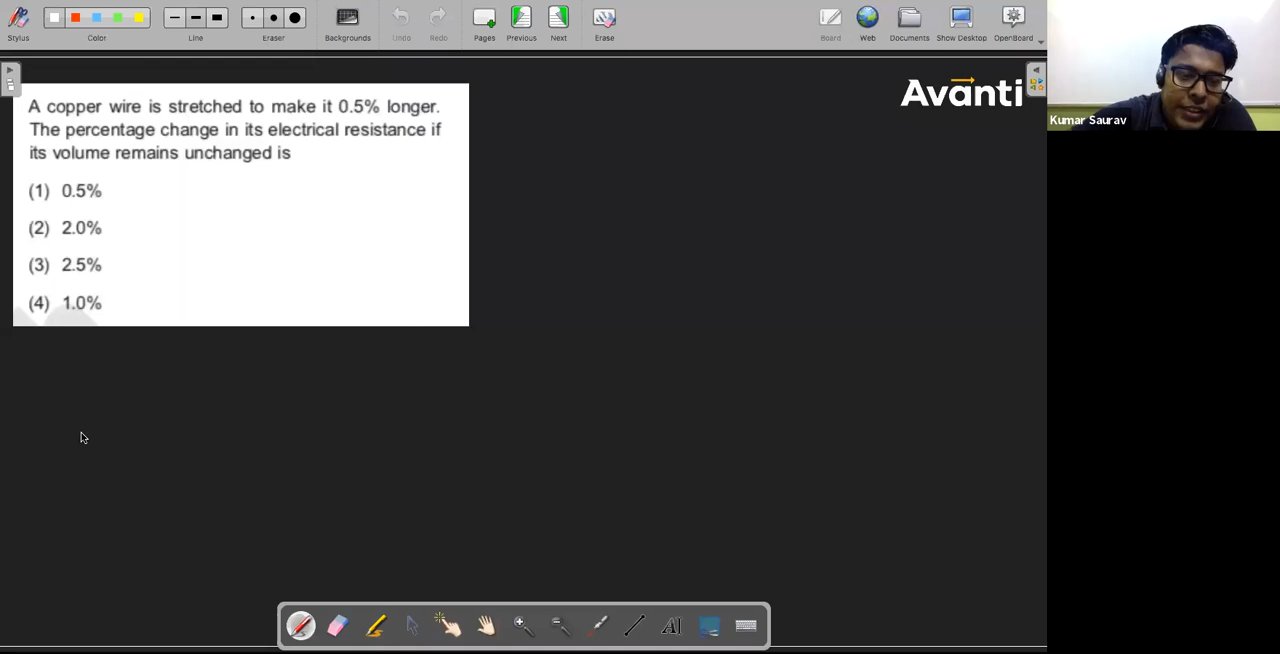 Stylus
Color
Line
Eraser
Backgrounds
Undo
Redo
Pages
Previous
Next
Erase
Board
Web
Documents
Show Desktop
OpenBoard
Avanti
Kumar Saurav
A copper wire is stretched to make it 0.5% longer.
The percentage change in its electrical resistance if
its volume remains unchanged is
(1) 0.5%
(2) 2.0%
(3) 2.5%
(4) 1.0%
AI